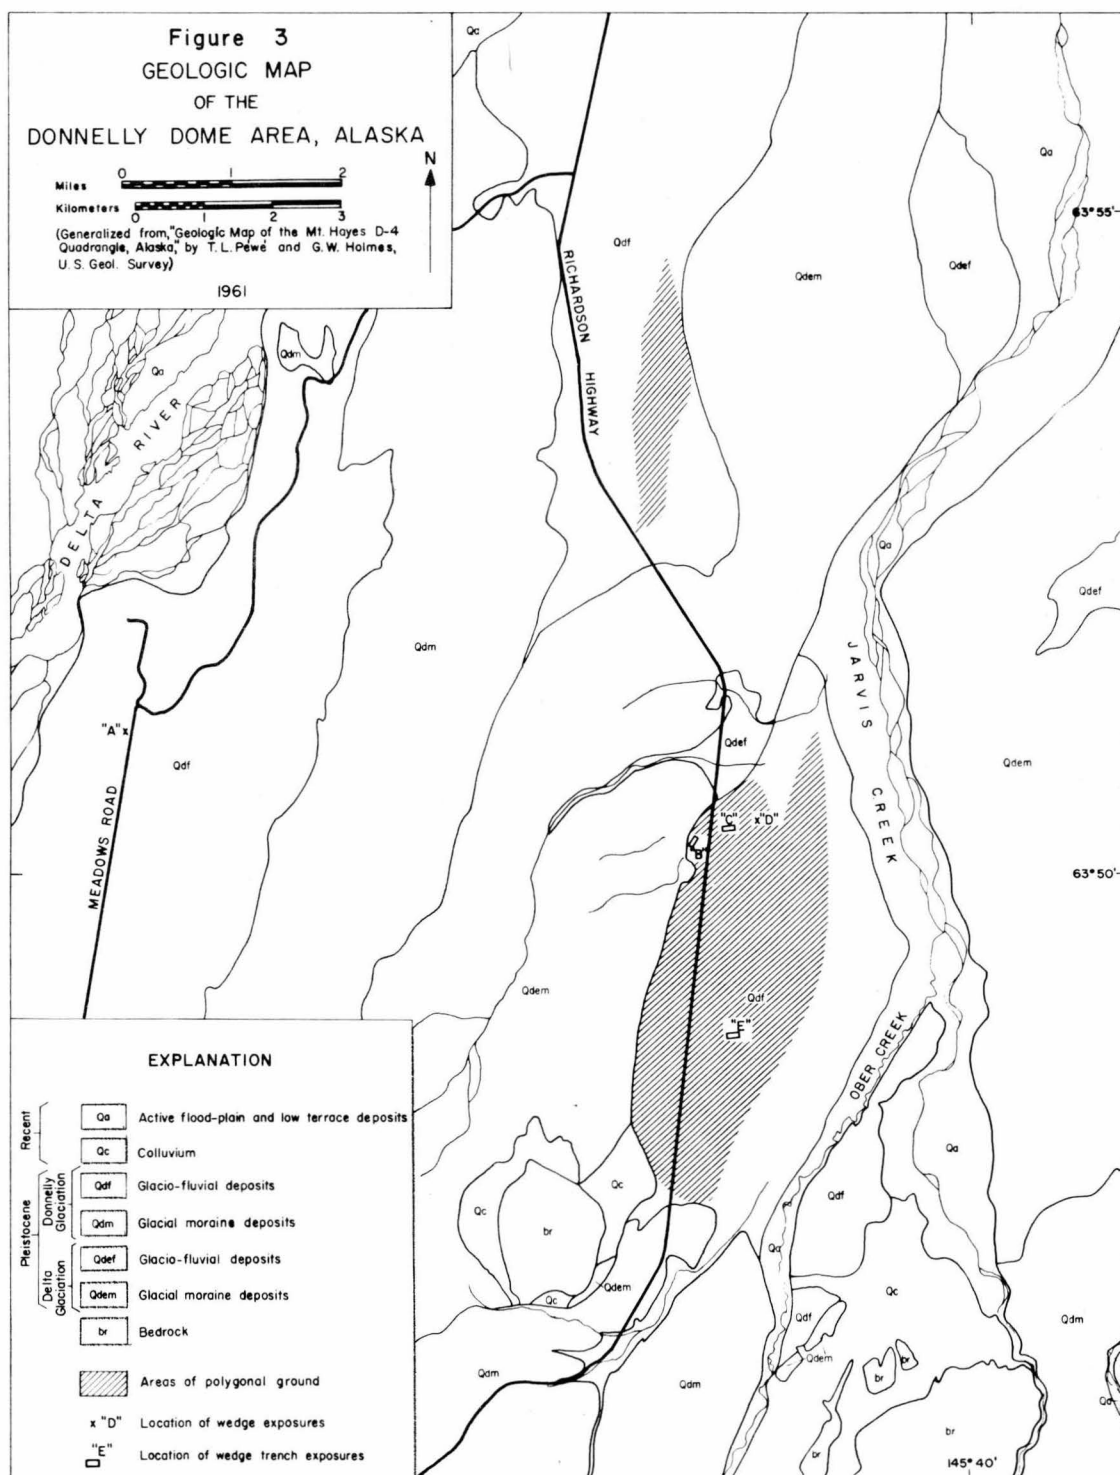 Figure 3
GEOLOGIC MAP
OF THE
DONNELLY DOME AREA, ALASKA
N
0 1 2
Miles
Kilometers
0 1 2 3
(Generalized from,"Geologic Map of the Mt. Hayes D-4
Quadrangle, Alaska," by T. L. Péwé and G.W. Holmes,
U. S. Geol. Survey)
1961
Qc
Qa
63°55'
Qdf
Qdem
Qdef
RICHARDSON
HIGHWAY
Qdm
Qa
DELTA RIVER
Qa
Qdef
Qdm
JARVIS CREEK
"A" x
Qdf
Qdef
Qdem
MEADOWS ROAD
"C" x "D"
"B"
63° 50'
Qdem
Qdf
"E"
OBER CREEK
Qa
Qc
Qc
br
Qdf
Qa
Qdem
Qc
Qc
Qdf
Qdm
Qdem
Qdm
Qdm
br
br
Qa
br
br
145° 40'
EXPLANATION
Recent
Qa Active flood-plain and low terrace deposits
Qc Colluvium
Pleistocene
Donnelly
Glaciation
Qdf Glacio-fluvial deposits
Qdm Glacial moraine deposits
Delta
Glaciation
Qdef Glacio-fluvial deposits
Qdem Glacial moraine deposits
br Bedrock
Areas of polygonal ground
x "D" Location of wedge exposures
"E" Location of wedge trench exposures